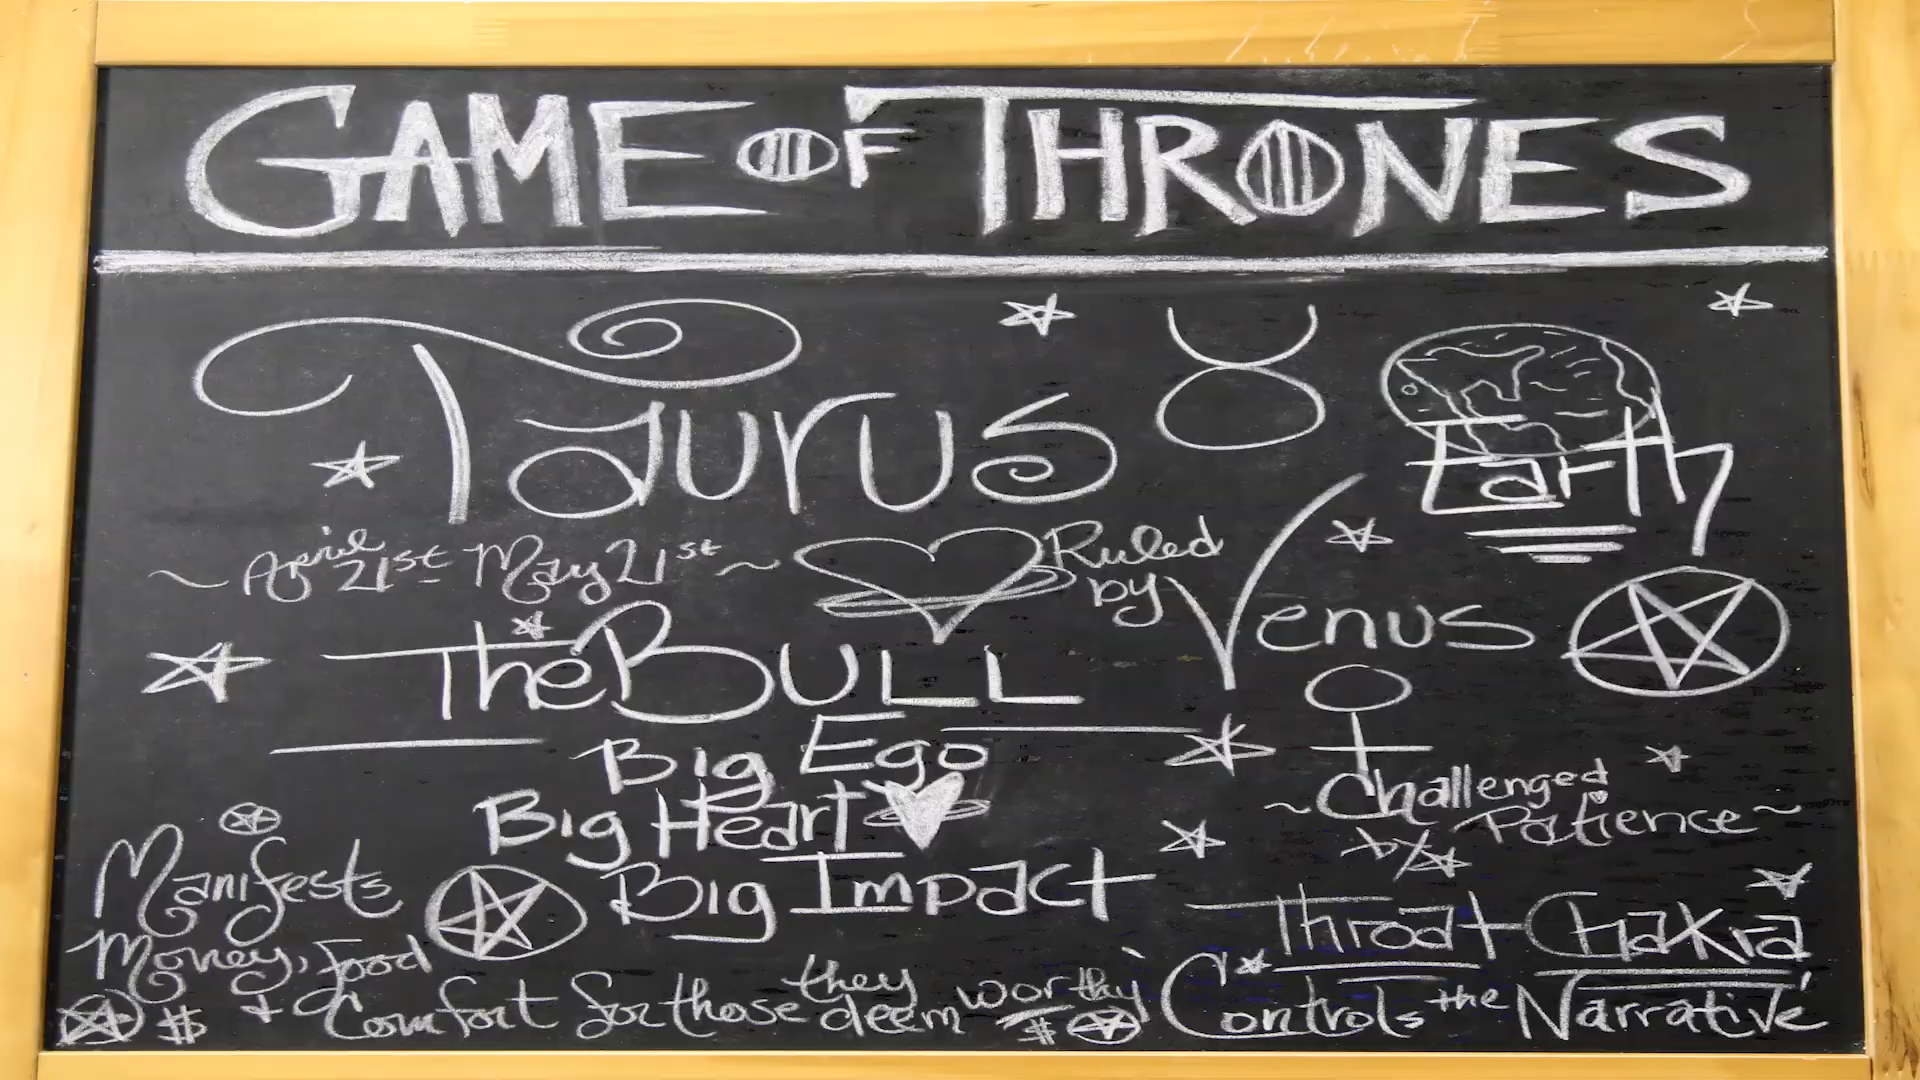 GAME OF THRONES
Taurus ♉
Earth
~ April 21st - May 21st ~
Ruled by Venus
The BULL
Big Ego
Big Heart
Big Impact
~ Challenged Patience ~
Manifests
Money, Food
& Comfort for those they deem worthy
$ $
Throat Chakra
Controls the Narrative